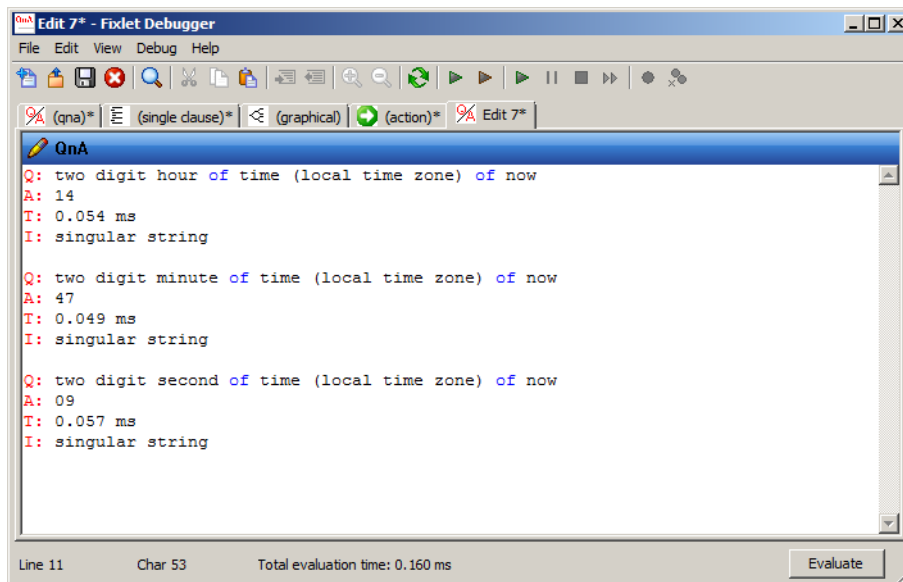 QnA Edit 7* - Fixlet Debugger
File Edit View Debug Help
(qna)* (single clause)* (graphical) (action)* Edit 7*
QnA
Q: two digit hour of time (local time zone) of now
A: 14
T: 0.054 ms
I: singular string
Q: two digit minute of time (local time zone) of now
A: 47
T: 0.049 ms
I: singular string
Q: two digit second of time (local time zone) of now
A: 09
T: 0.057 ms
I: singular string
Line 11 Char 53 Total evaluation time: 0.160 ms Evaluate